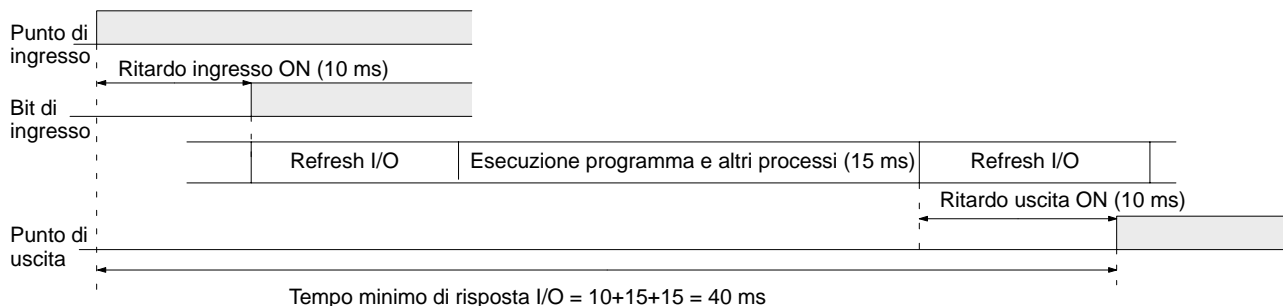 Punto di
ingresso
Ritardo ingresso ON (10 ms)
Bit di
ingresso
Refresh I/O
Esecuzione programma e altri processi (15 ms)
Refresh I/O
Ritardo uscita ON (10 ms)
Punto di
uscita
Tempo minimo di risposta I/O = 10+15+15 = 40 ms